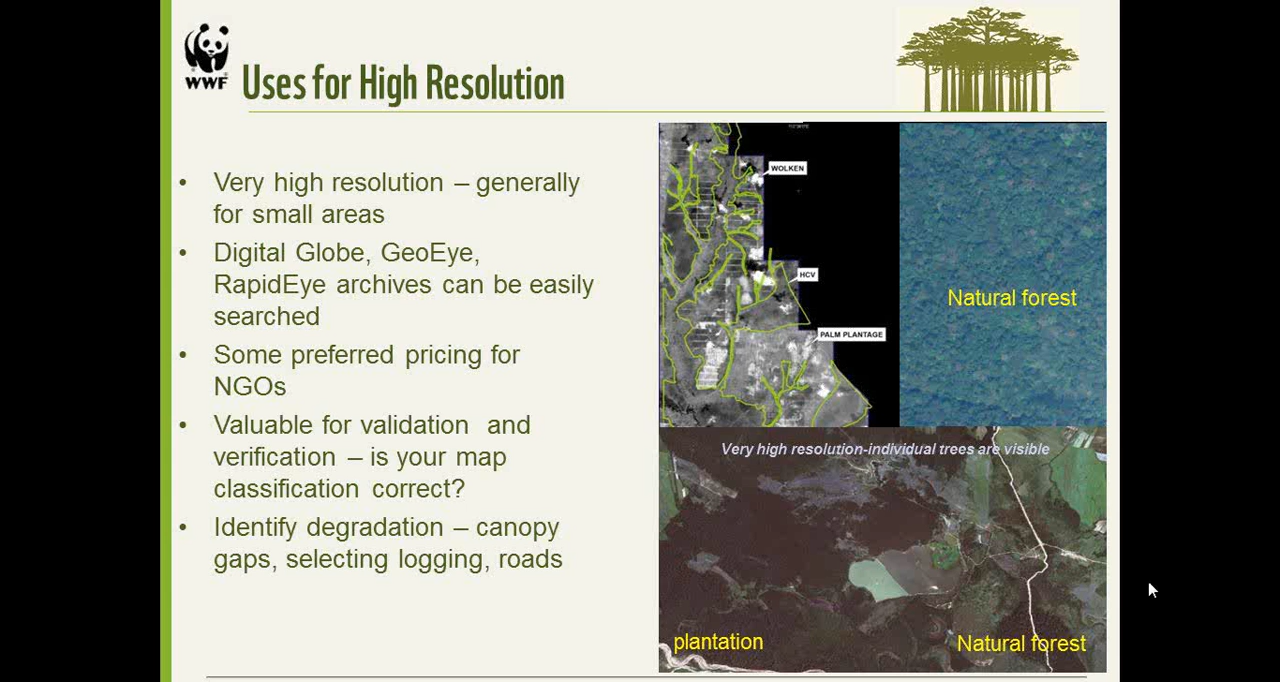 WWF
Uses for High Resolution
• Very high resolution – generally
for small areas
• Digital Globe, GeoEye,
RapidEye archives can be easily
searched
• Some preferred pricing for
NGOs
• Valuable for validation and
verification – is your map
classification correct?
• Identify degradation – canopy
gaps, selecting logging, roads
WOLKEN
HCV
PALM PLANTAGE
Natural forest
Very high resolution-individual trees are visible
plantation
Natural forest